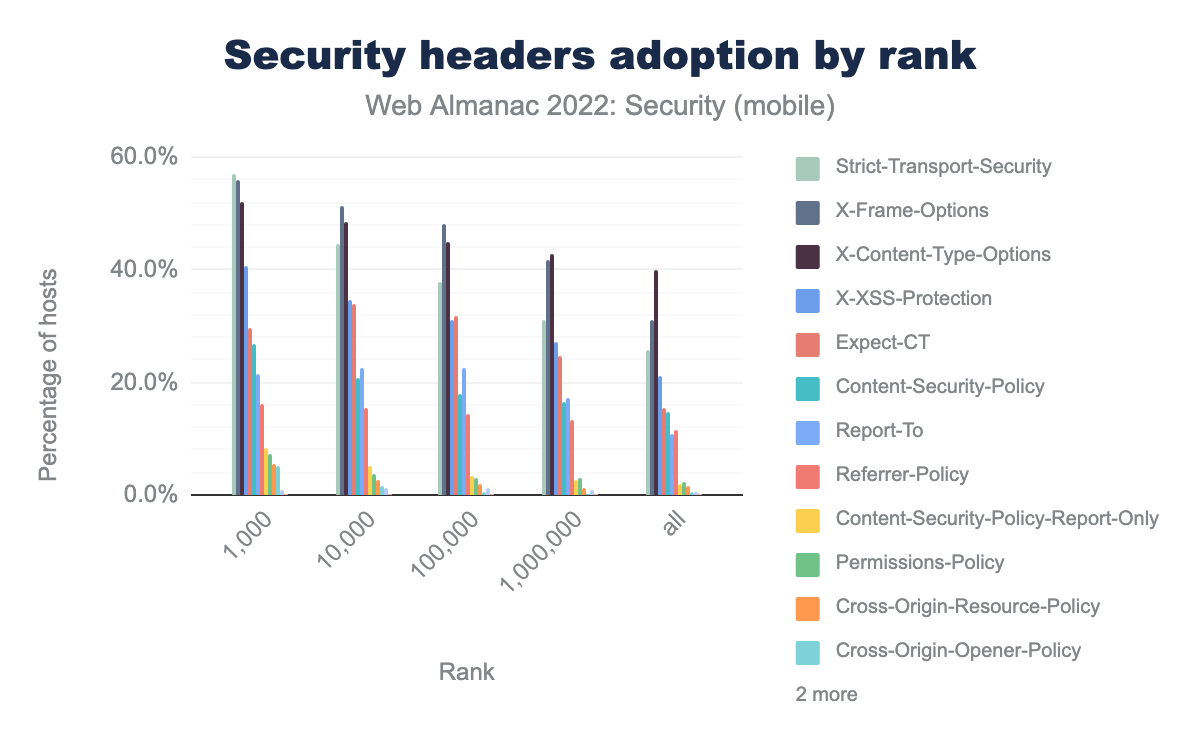 Security headers adoption by rank
Web Almanac 2022: Security (mobile)
Percentage of hosts
60.0%
40.0%
20.0%
0.0%
1,000
10,000
100,000
1,000,000
all
Rank
Strict-Transport-Security
X-Frame-Options
X-Content-Type-Options
X-XSS-Protection
Expect-CT
Content-Security-Policy
Report-To
Referrer-Policy
Content-Security-Policy-Report-Only
Permissions-Policy
Cross-Origin-Resource-Policy
Cross-Origin-Opener-Policy
2 more